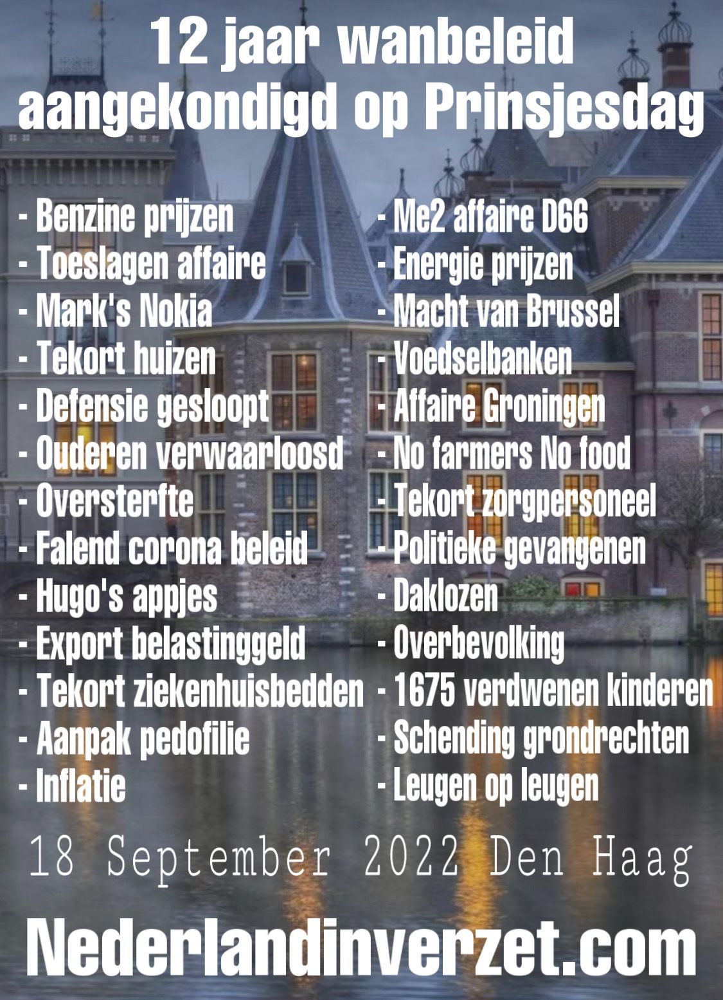 12 jaar wanbeleid
aangekondigd op Prinsjesdag
- Benzine prijzen
- Toeslagen affaire
- Mark's Nokia
- Tekort huizen
- Defensie gesloopt
- Ouderen verwaarloosd
- Oversterfte
- Falend corona beleid
- Hugo's appjes
- Export belastinggeld
- Tekort ziekenhuisbedden
- Aanpak pedofilie
- Inflatie
- Me2 affaire D66
- Energie prijzen
- Macht van Brussel
- Voedselbanken
- Affaire Groningen
- No farmers No food
- Tekort zorgpersoneel
- Politieke gevangenen
- Daklozen
- Overbevolking
- 1675 verdwenen kinderen
- Schending grondrechten
- Leugen op leugen
18 September 2022 Den Haag
Nederlandinverzet.com